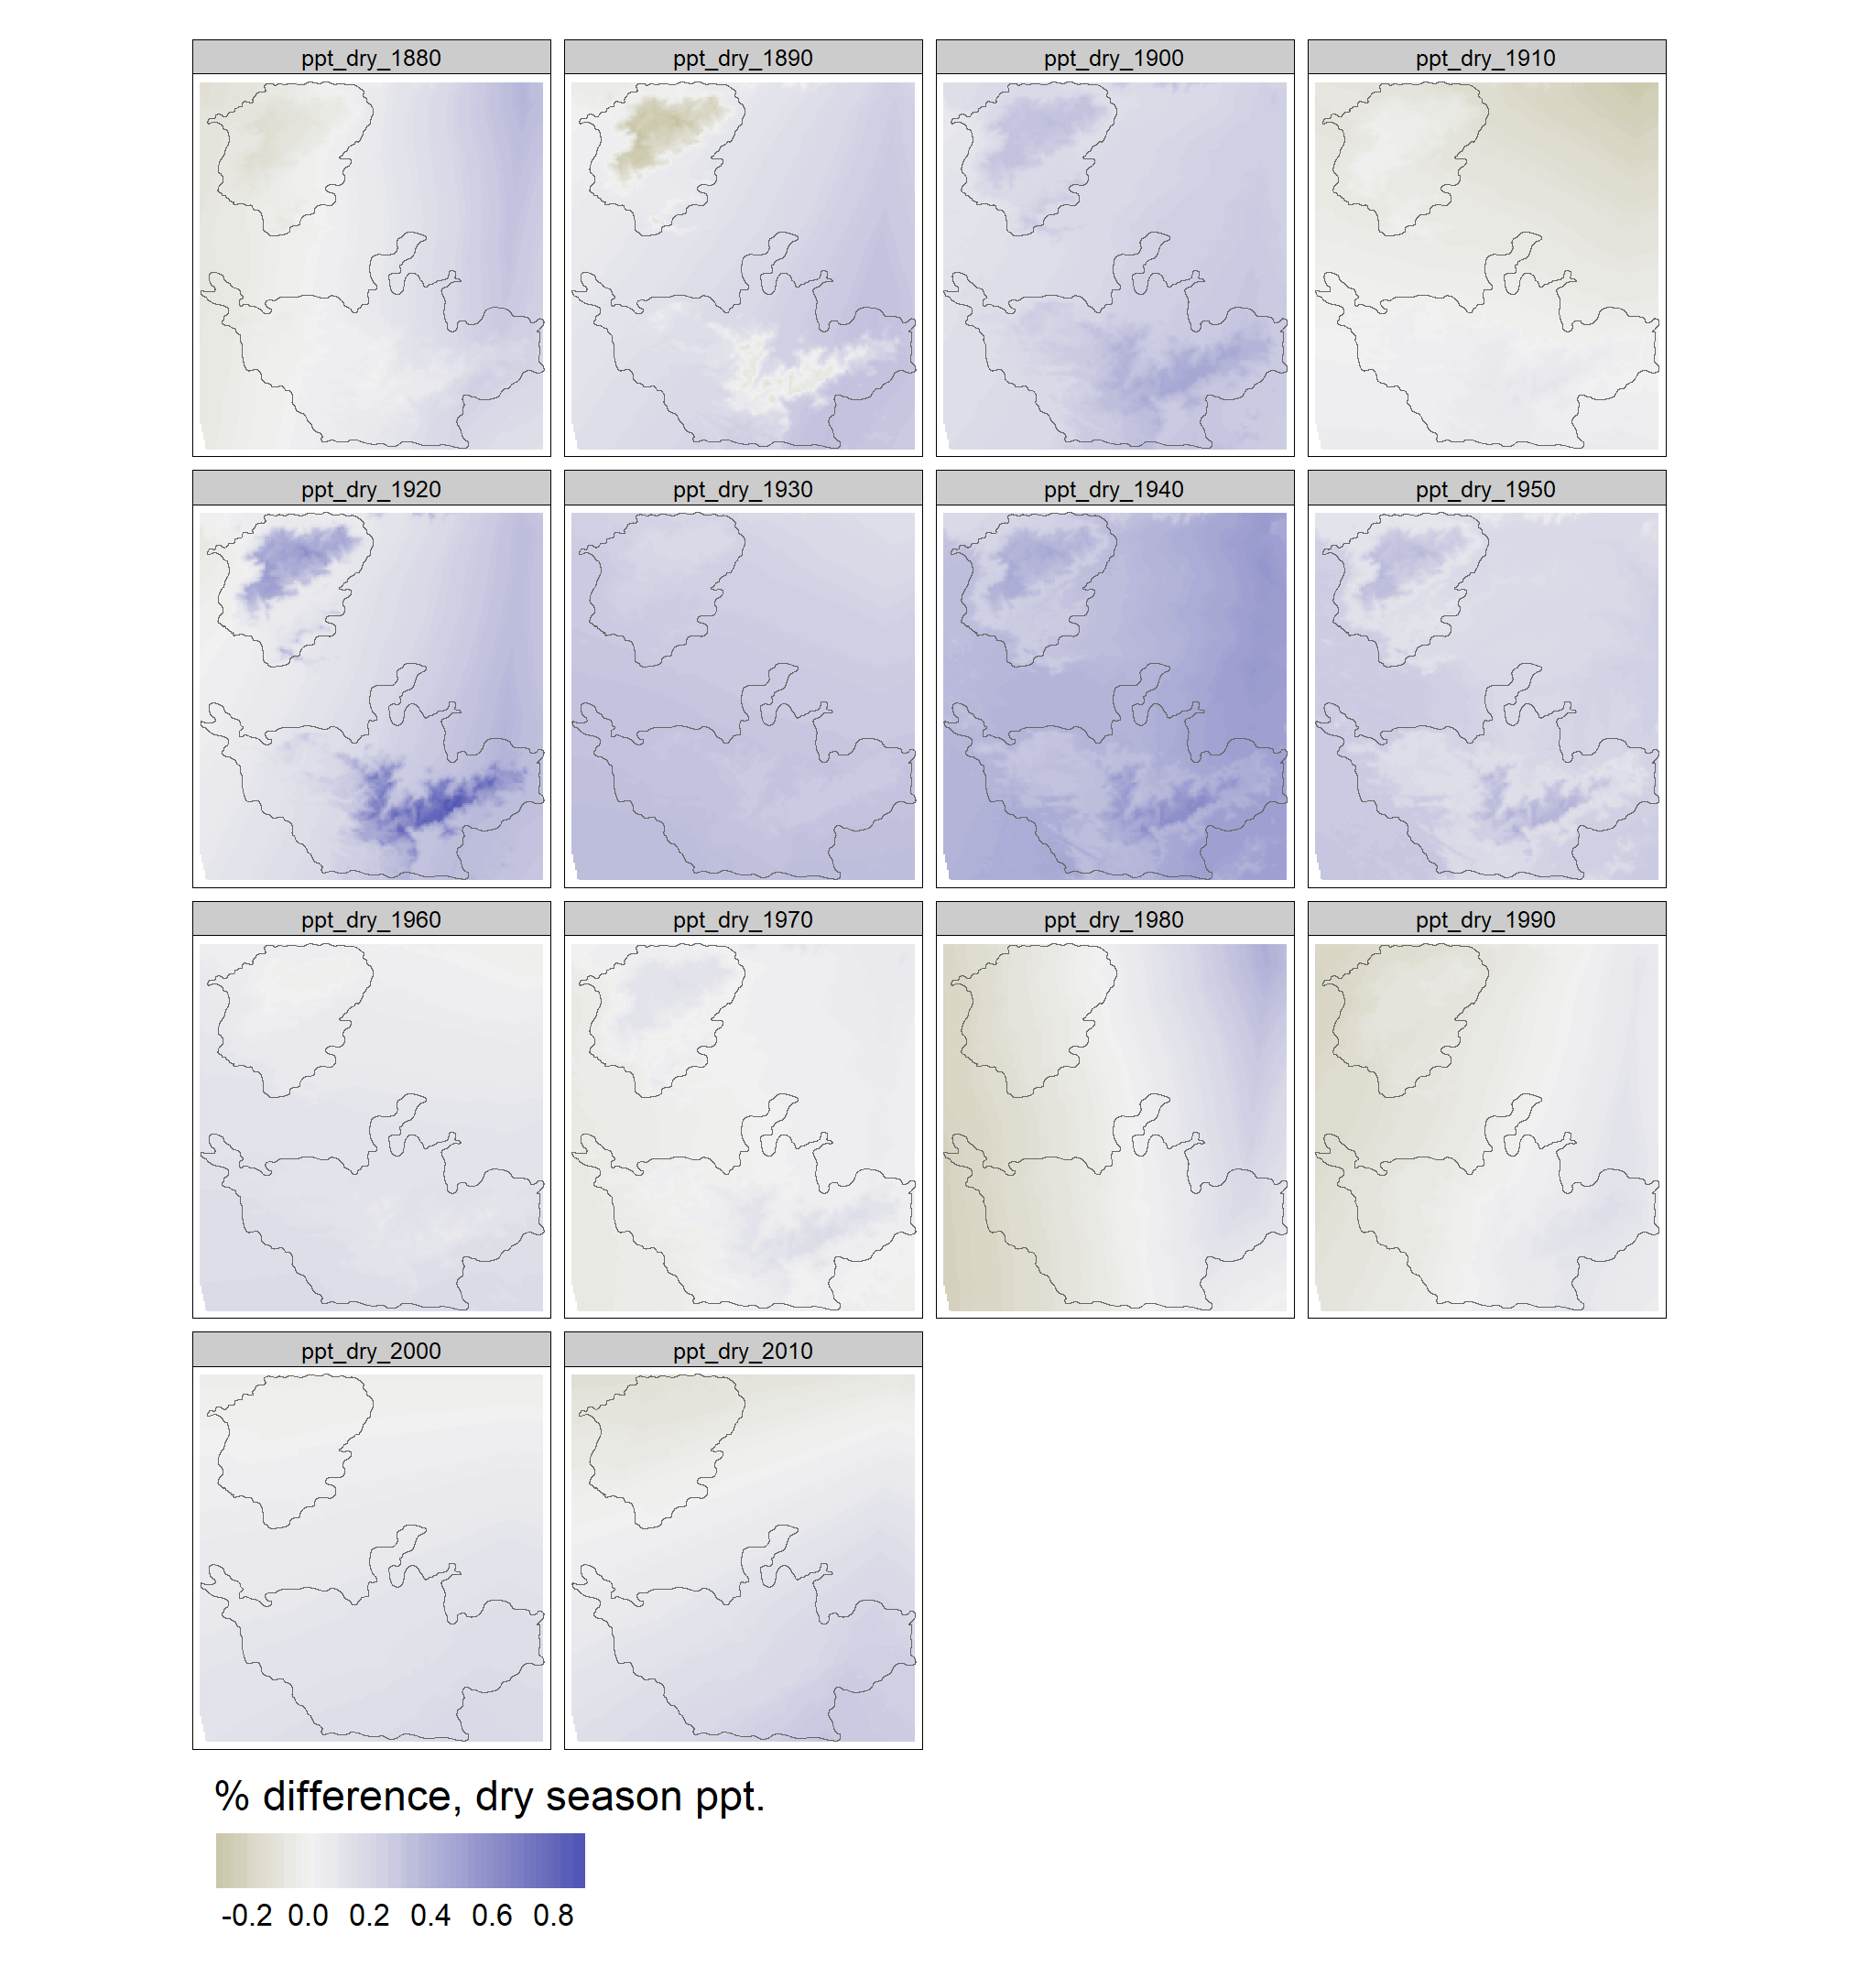 ppt_dry_1880 ppt_dry_1890 ppt_dry_1900 ppt_dry_1910
ppt_dry_1920 ppt_dry_1930 ppt_dry_1940 ppt_dry_1950
ppt_dry_1960 ppt_dry_1970 ppt_dry_1980 ppt_dry_1990
ppt_dry_2000 ppt_dry_2010
% difference, dry season ppt.
-0.2 0.0 0.2 0.4 0.6 0.8